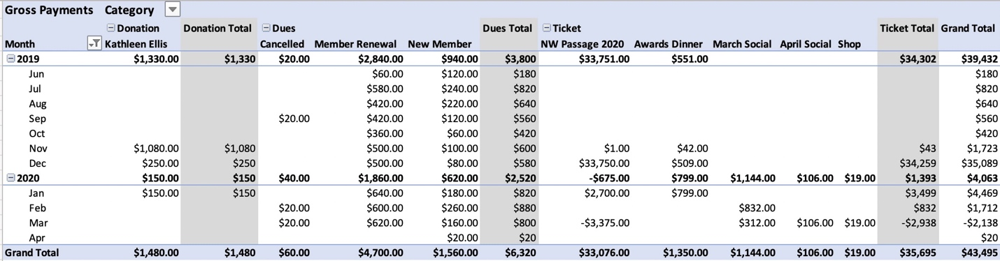 Gross Payments Category
Donation Donation Total Dues Dues Total Ticket Ticket Total Grand Total
Month Kathleen Ellis Cancelled Member Renewal New Member NW Passage 2020 Awards Dinner March Social April Social Shop
2019 $1,330.00 $1,330 $20.00 $2,840.00 $940.00 $3,800 $33,751.00 $551.00 $34,302 $39,432
Jun $60.00 $120.00 $180 $180
Jul $580.00 $240.00 $820 $820
Aug $420.00 $220.00 $640 $640
Sep $20.00 $420.00 $120.00 $560 $560
Oct $360.00 $60.00 $420 $420
Nov $1,080.00 $1,080 $500.00 $100.00 $600 $1.00 $42.00 $43 $1,723
Dec $250.00 $250 $500.00 $80.00 $580 $33,750.00 $509.00 $34,259 $35,089
2020 $150.00 $150 $40.00 $1,860.00 $620.00 $2,520 -$675.00 $799.00 $1,144.00 $106.00 $19.00 $1,393 $4,063
Jan $150.00 $150 $640.00 $180.00 $820 $2,700.00 $799.00 $3,499 $4,469
Feb $20.00 $600.00 $260.00 $880 $832.00 $832 $1,712
Mar $20.00 $620.00 $160.00 $800 -$3,375.00 $312.00 $106.00 $19.00 -$2,938 -$2,138
Apr $20.00 $20 $20
Grand Total $1,480.00 $1,480 $60.00 $4,700.00 $1,560.00 $6,320 $33,076.00 $1,350.00 $1,144.00 $106.00 $19.00 $35,695 $43,495